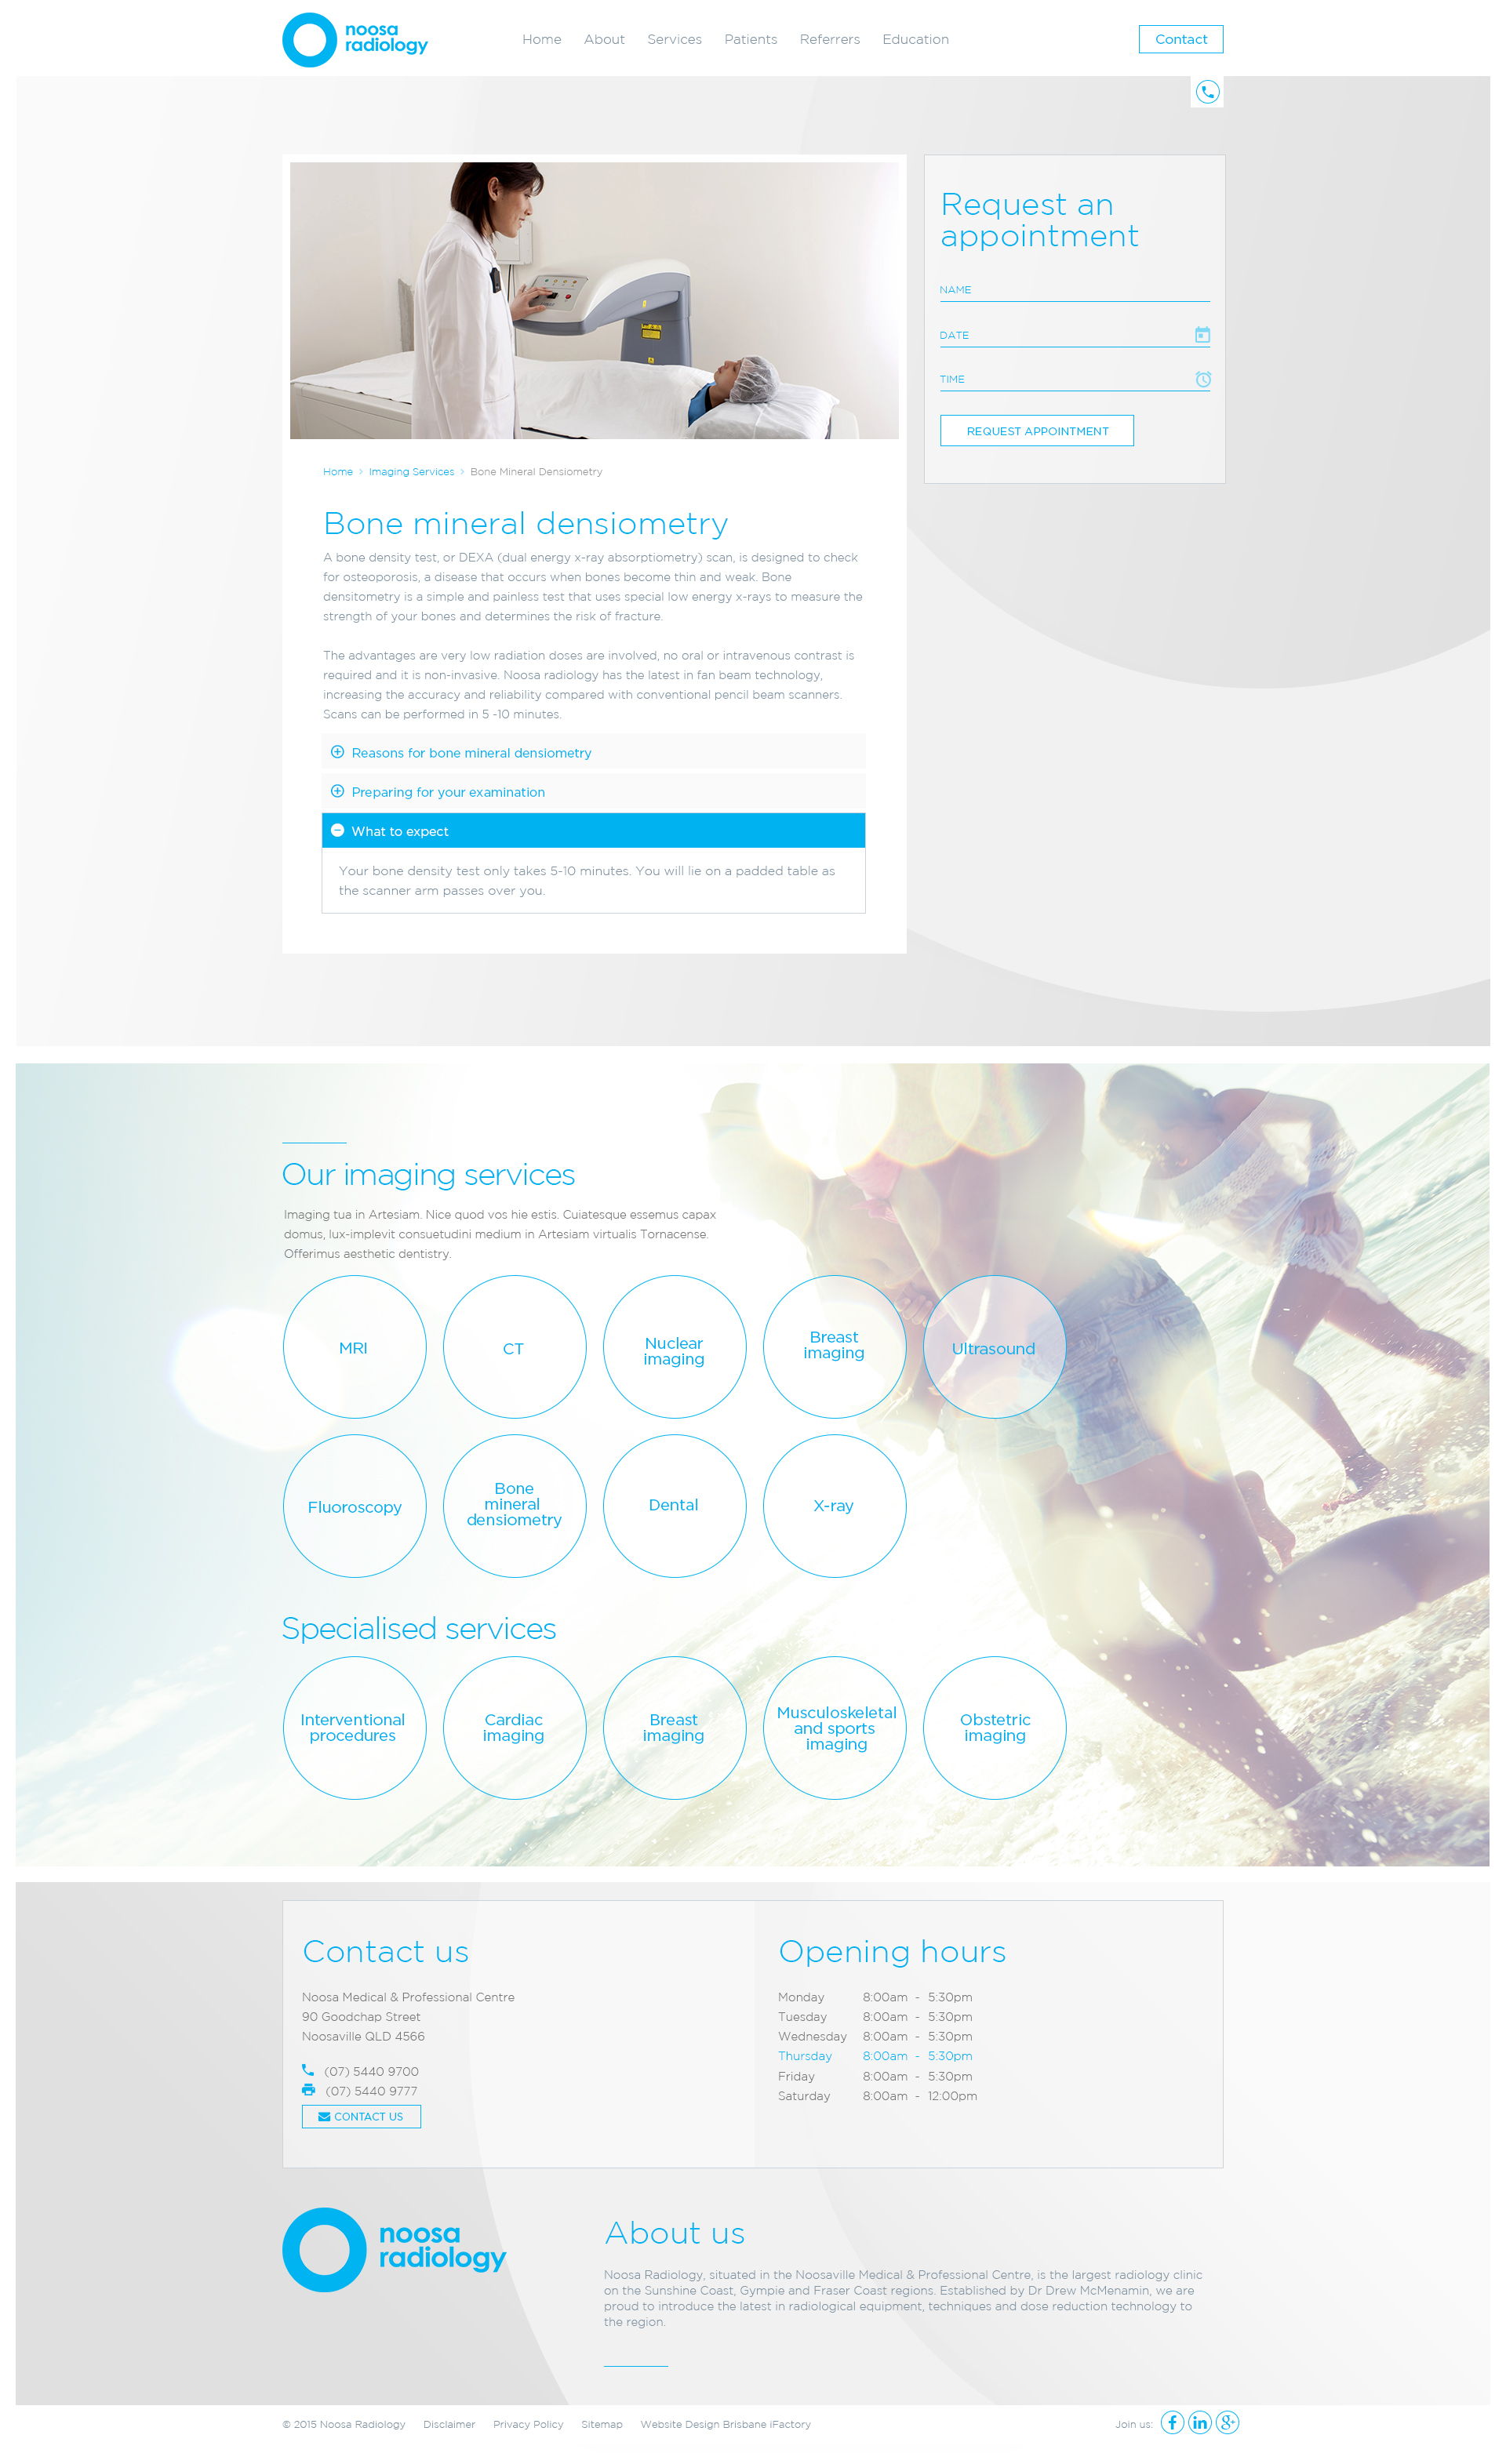 noosa
radiology
Home About Services Patients Referrers Education
Contact
Request an
appointment
NAME
DATE
TIME
REQUEST APPOINTMENT
Home > Imaging Services > Bone Mineral Densiometry
Bone mineral densiometry
A bone density test, or DEXA (dual energy x-ray absorptiometry) scan, is designed to check
for osteoporosis, a disease that occurs when bones become thin and weak. Bone
densitometry is a simple and painless test that uses special low energy x-rays to measure the
strength of your bones and determines the risk of fracture.
The advantages are very low radiation doses are involved, no oral or intravenous contrast is
required and it is non-invasive. Noosa radiology has the latest in fan beam technology,
increasing the accuracy and reliability compared with conventional pencil beam scanners.
Scans can be performed in 5 -10 minutes.
Reasons for bone mineral densiometry
Preparing for your examination
What to expect
Your bone density test only takes 5-10 minutes. You will lie on a padded table as
the scanner arm passes over you.
Our imaging services
Imaging tua in Artesiam. Nice quod vos hie estis. Cuiatesque essemus capax
domus, lux-implevit consuetudini medium in Artesiam virtualis Tornacense.
Offerimus aesthetic dentistry.
MRI
CT
Nuclear
imaging
Breast
imaging
Ultrasound
Fluoroscopy
Bone
mineral
densiometry
Dental
X-ray
Specialised services
Interventional
procedures
Cardiac
imaging
Breast
imaging
Musculoskeletal
and sports
imaging
Obstetric
imaging
Contact us
Noosa Medical & Professional Centre
90 Goodchap Street
Noosaville QLD 4566
(07) 5440 9700
(07) 5440 9777
CONTACT US
Opening hours
Monday 8:00am - 5:30pm
Tuesday 8:00am - 5:30pm
Wednesday 8:00am - 5:30pm
Thursday 8:00am - 5:30pm
Friday 8:00am - 5:30pm
Saturday 8:00am - 12:00pm
noosa
radiology
About us
Noosa Radiology, situated in the Noosaville Medical & Professional Centre, is the largest radiology clinic
on the Sunshine Coast, Gympie and Fraser Coast regions. Established by Dr Drew McMenamin, we are
proud to introduce the latest in radiological equipment, techniques and dose reduction technology to
the region.
© 2015 Noosa Radiology Disclaimer Privacy Policy Sitemap Website Design Brisbane iFactory
Join us: f in g+